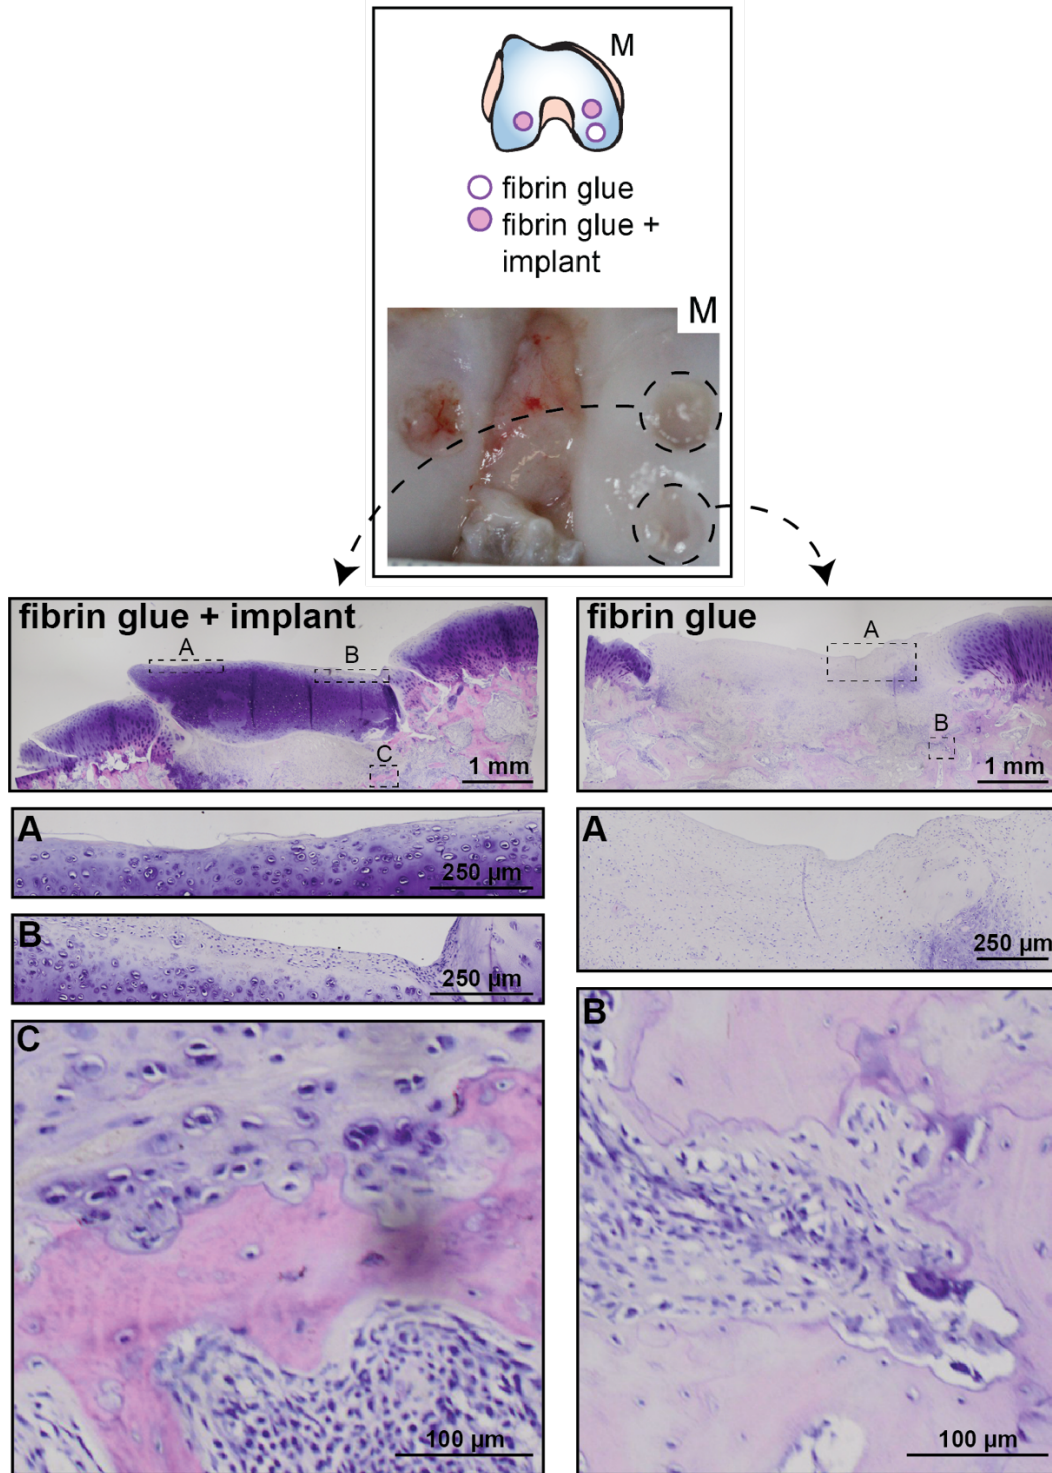 M
fibrin glue
fibrin glue +
implant
M
fibrin glue + implant
A
B
C
1 mm
A
250 µm
B
250 µm
C
100 µm
fibrin glue
A
B
1 mm
A
250 µm
B
100 µm